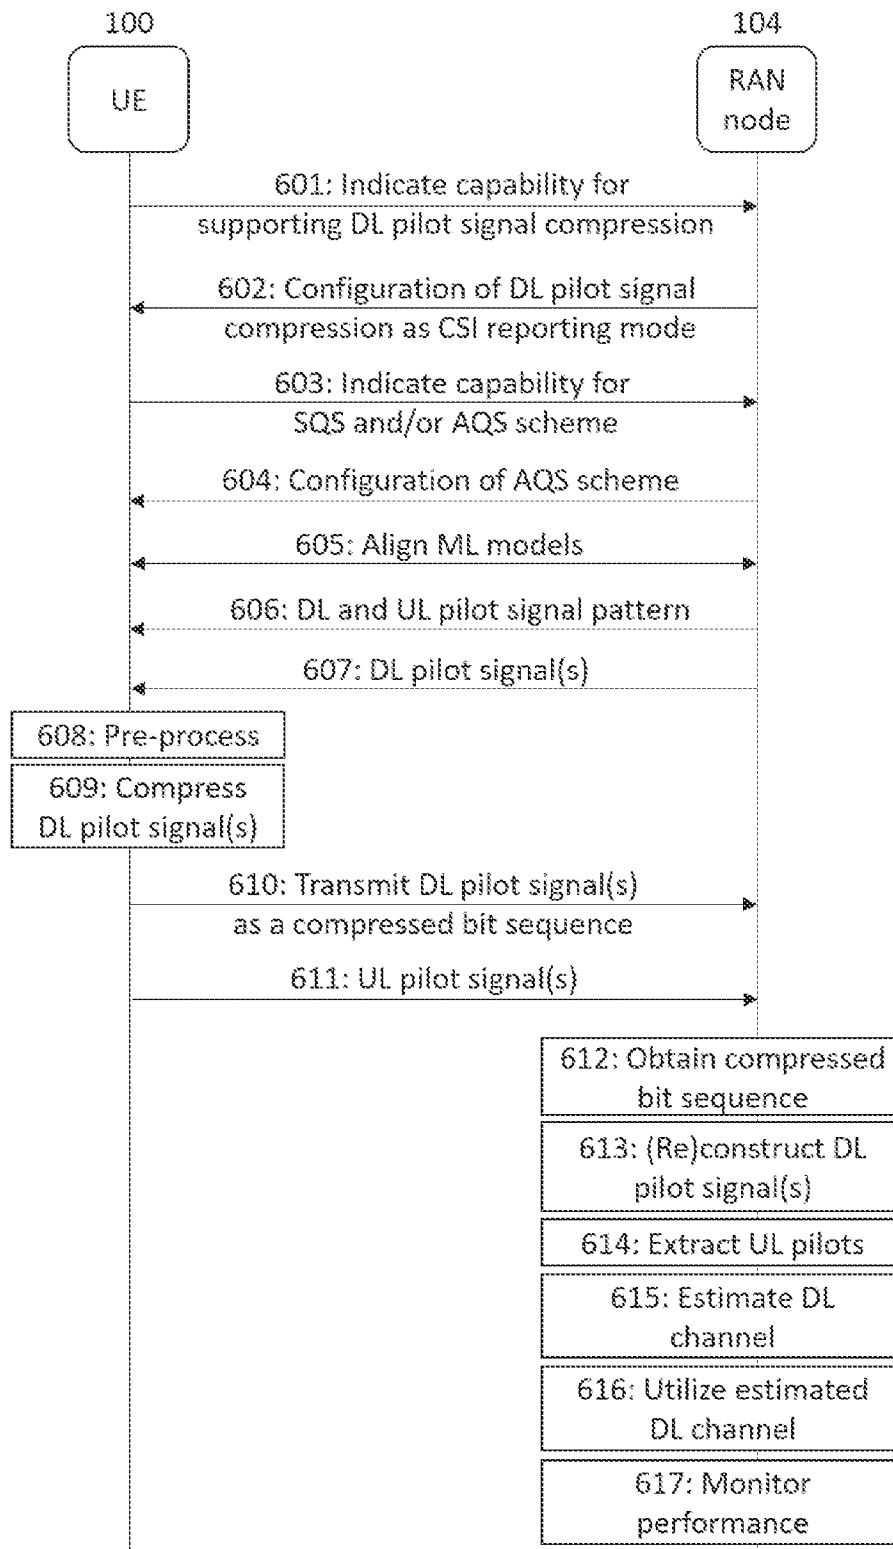 100
104
UE
RAN
node
601: Indicate capability for
supporting DL pilot signal compression
602: Configuration of DL pilot signal
compression as CSI reporting mode
603: Indicate capability for
SQS and/or AQS scheme
604: Configuration of AQS scheme
605: Align ML models
606: DL and UL pilot signal pattern
607: DL pilot signal(s)
608: Pre-process
609: Compress
DL pilot signal(s)
610: Transmit DL pilot signal(s)
as a compressed bit sequence
611: UL pilot signal(s)
612: Obtain compressed
bit sequence
613: (Re)construct DL
pilot signal(s)
614: Extract UL pilots
615: Estimate DL
channel
616: Utilize estimated
DL channel
617: Monitor
performance